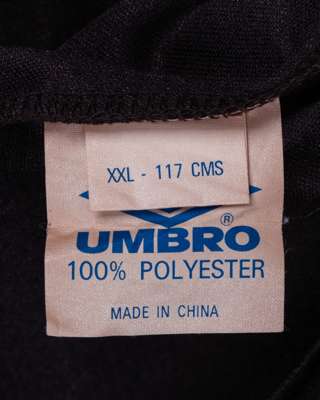 XXL - 117 CMS
®
UMBRO
100% POLYESTER
MADE IN CHINA